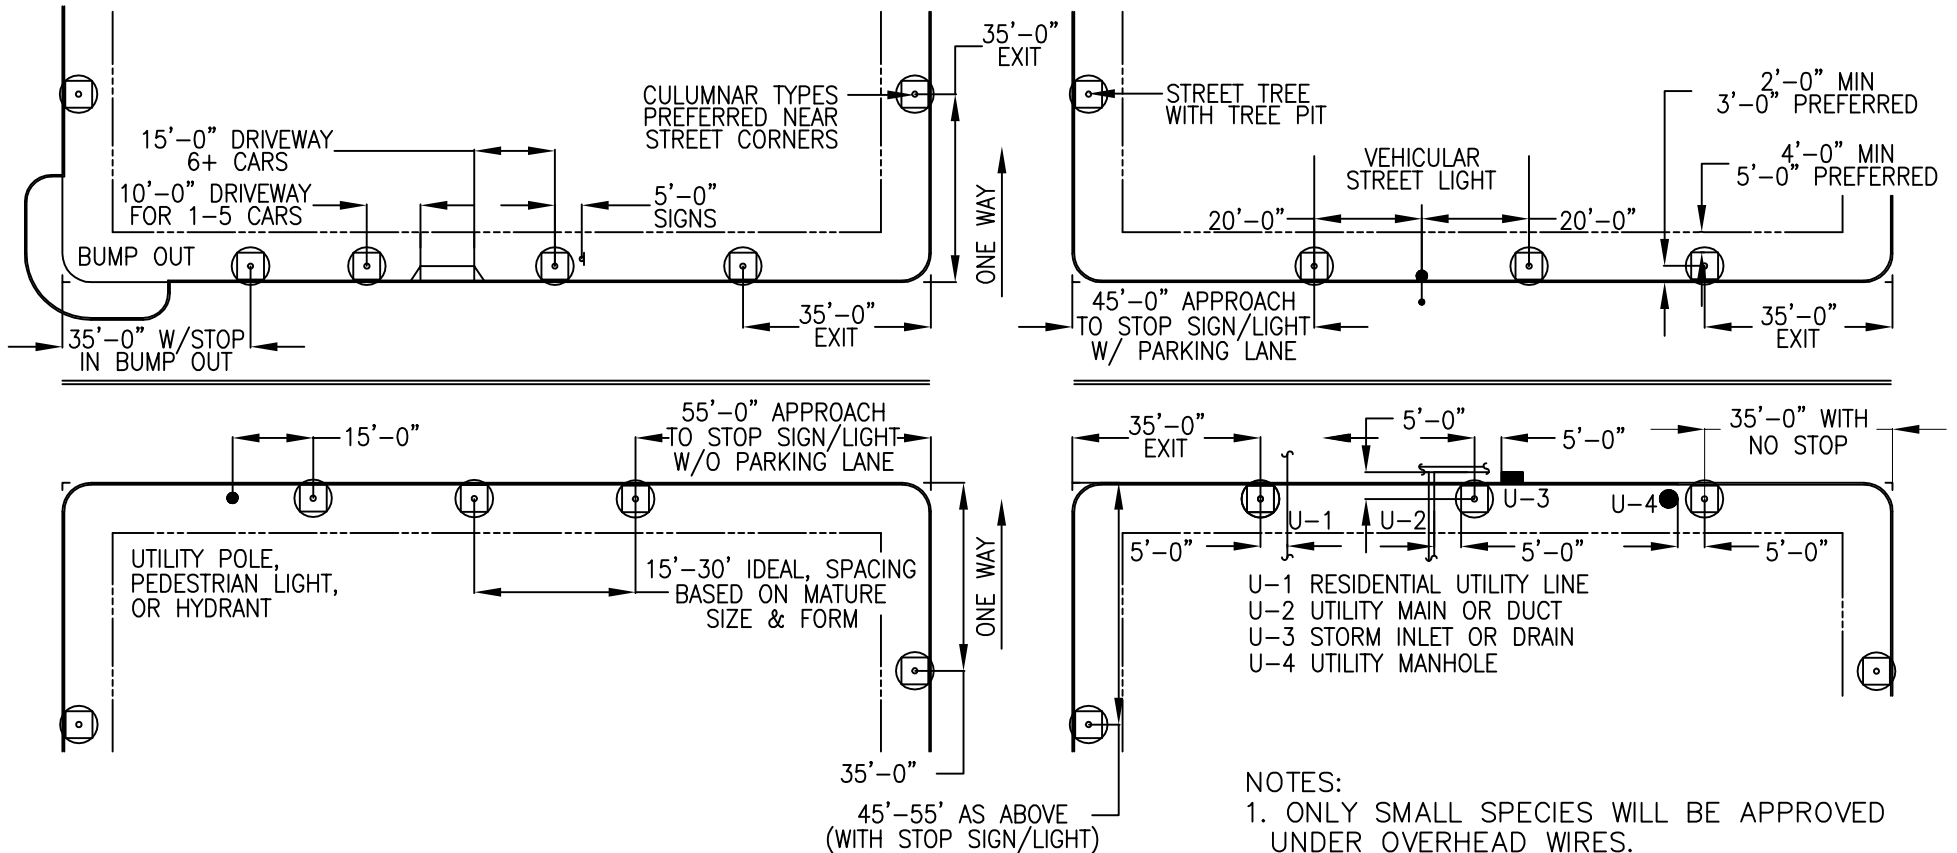 35'-0"
EXIT
CULUMNAR TYPES
PREFERRED NEAR
STREET CORNERS
15'-0" DRIVEWAY
6+ CARS
10'-0" DRIVEWAY
FOR 1-5 CARS
5'-0"
SIGNS
BUMP OUT
ONE WAY
35'-0" W/STOP
IN BUMP OUT
35'-0"
EXIT
STREET TREE
WITH TREE PIT
2'-0" MIN
3'-0" PREFERRED
VEHICULAR
STREET LIGHT
4'-0" MIN
5'-0" PREFERRED
20'-0"
20'-0"
45'-0" APPROACH
TO STOP SIGN/LIGHT
W/ PARKING LANE
35'-0"
EXIT
15'-0"
55'-0" APPROACH
TO STOP SIGN/LIGHT
W/O PARKING LANE
UTILITY POLE,
PEDESTRIAN LIGHT,
OR HYDRANT
15'-30' IDEAL, SPACING
BASED ON MATURE
SIZE & FORM
ONE WAY
35'-0"
45'-55' AS ABOVE
(WITH STOP SIGN/LIGHT)
35'-0"
EXIT
5'-0"
5'-0"
35'-0" WITH
NO STOP
U-1
U-2
U-3
U-4
5'-0"
5'-0"
5'-0"
U-1 RESIDENTIAL UTILITY LINE
U-2 UTILITY MAIN OR DUCT
U-3 STORM INLET OR DRAIN
U-4 UTILITY MANHOLE
NOTES:
1. ONLY SMALL SPECIES WILL BE APPROVED
UNDER OVERHEAD WIRES.